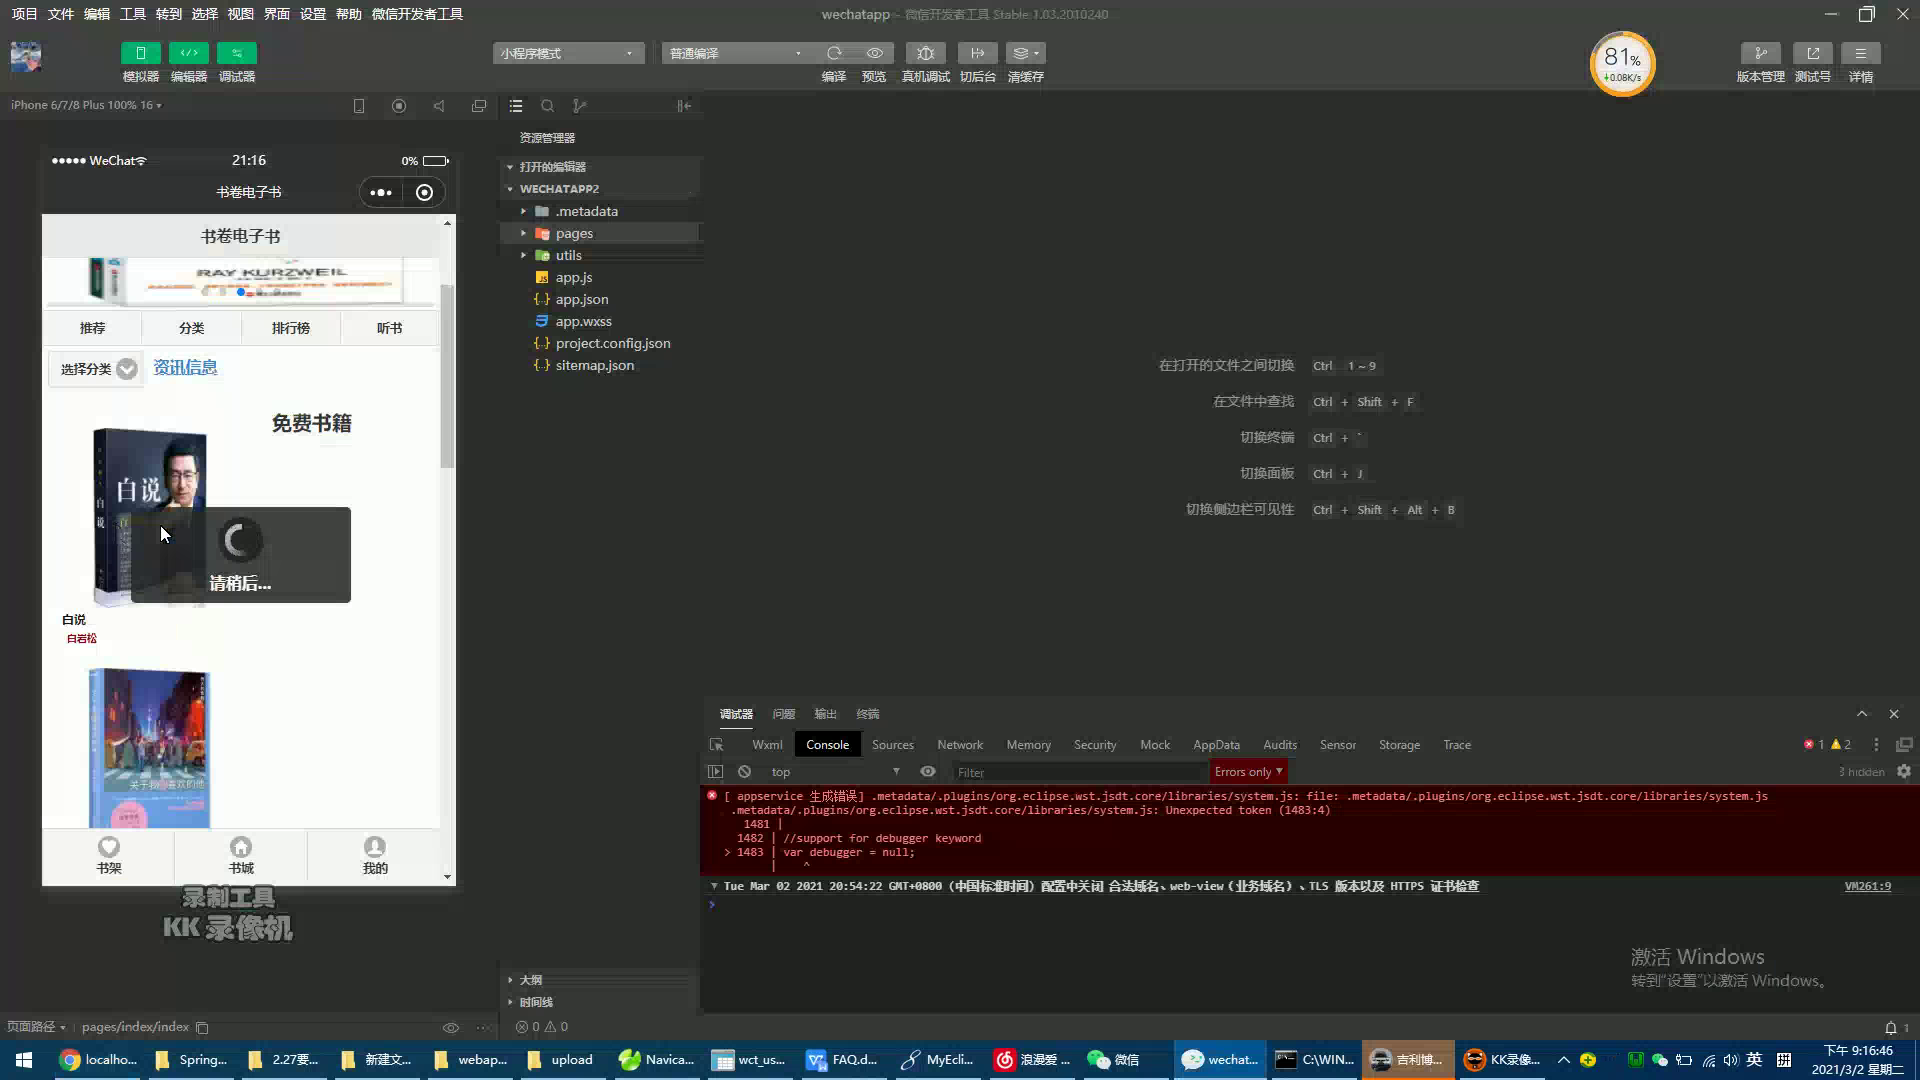 项目 文件 编辑 工具 转到 选择 视图 界面 设置 帮助 微信开发者工具
wechatapp - 微信开发者工具 Stable 1.03.2010240
模拟器 编辑器 调试器
小程序模式
普通编译
编译 预览 真机调试 切后台 清缓存
81%
0.08K/s
版本管理 测试号 详情
iPhone 6/7/8 Plus 100% 16
WeChat
21:16
0%
书卷电子书
书卷电子书
RAY KURZWEIL
推荐 分类 排行榜 听书
选择分类 资讯信息
免费书籍
白说
请稍后...
白说
白岩松
书架 书城 我的
录制工具
KK 录像机
资源管理器
打开的编辑器
WECHATAPP2
.metadata
pages
utils
app.js
app.json
app.wxss
project.config.json
sitemap.json
大纲
时间线
在打开的文件之间切换 Ctrl 1 ~ 9
在文件中查找 Ctrl + Shift + F
切换终端 Ctrl + `
切换面板 Ctrl + J
切换侧边栏可见性 Ctrl + Shift + Alt + B
调试器 问题 输出 终端
Wxml Console Sources Network Memory Security Mock AppData Audits Sensor Storage Trace
1 2
top Filter Errors only 3 hidden
[ appservice 生成错误] .metadata/.plugins/org.eclipse.wst.jsdt.core/libraries/system.js: file: .metadata/.plugins/org.eclipse.wst.jsdt.core/libraries/system.js
.metadata/.plugins/org.eclipse.wst.jsdt.core/libraries/system.js: Unexpected token (1483:4)
1481 |
1482 | //support for debugger keyword
> 1483 | var debugger = null;
| ^
Tue Mar 02 2021 20:54:22 GMT+0800 (中国标准时间) 配置中关闭 合法域名、web-view（业务域名）、TLS 版本以及 HTTPS 证书检查
VM261:9
激活 Windows
转到"设置"以激活 Windows。
页面路径 pages/index/index
0 0
1
localho... Spring... 2.27要... 新建文... webap... upload Navica... wct_us... FAQ.d... MyEcli... 浪漫爱 ... 微信 wechat... C:\WIN... 吉利博... KK录像...
英 拼
下午 9:16:46
2021/3/2 星期二